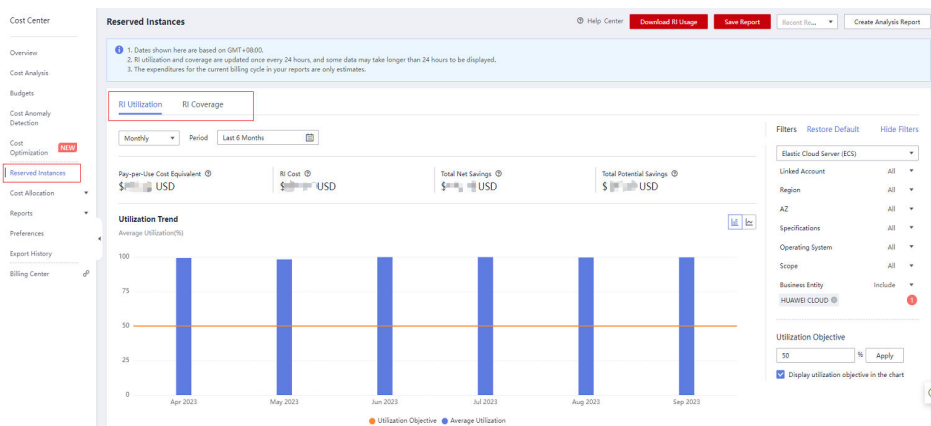 Cost Center
Overview
Cost Analysis
Budgets
Cost Anomaly
Detection
Cost
Optimization NEW
Reserved Instances
Cost Allocation
Reports
Preferences
Export History
Billing Center
Reserved Instances
Help Center
Download RI Usage
Save Report
Recent Re...
Create Analysis Report
1. Dates shown here are based on GMT+08:00.
2. RI utilization and coverage are updated once every 24 hours, and some data may take longer than 24 hours to be displayed.
3. The expenditures for the current billing cycle in your reports are only estimates.
RI Utilization RI Coverage
Monthly Period Last 6 Months
Pay-per-Use Cost Equivalent
$ USD
RI Cost
$ USD
Total Net Savings
$ USD
Total Potential Savings
$ USD
Utilization Trend
Average Utilization(%)
100
75
50
25
0
Apr 2023 May 2023 Jun 2023 Jul 2023 Aug 2023 Sep 2023
Utilization Objective Average Utilization
Filters Restore Default Hide Filters
Elastic Cloud Server (ECS)
Linked Account All
Region All
AZ All
Specifications All
Operating System All
Scope All
Business Entity Include
HUAWEI CLOUD 1
Utilization Objective
50 % Apply
Display utilization objective in the chart